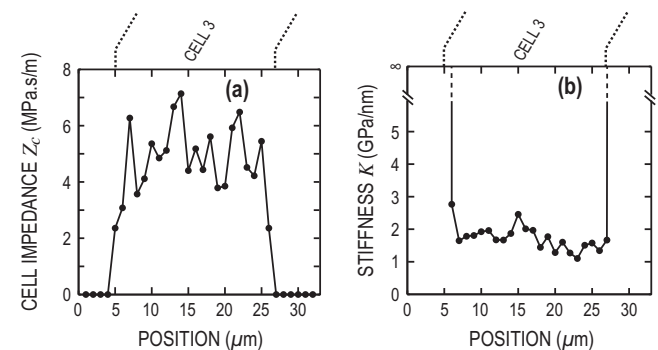 CELL 3
(a)
CELL IMPEDANCE Zc (MPa.s/m)
8
6
4
2
0
0 5 10 15 20 25 30
POSITION (µm)
CELL 3
(b)
STIFFNESS K (GPa/nm)
∞
5
4
3
2
1
0
0 5 10 15 20 25 30
POSITION (µm)